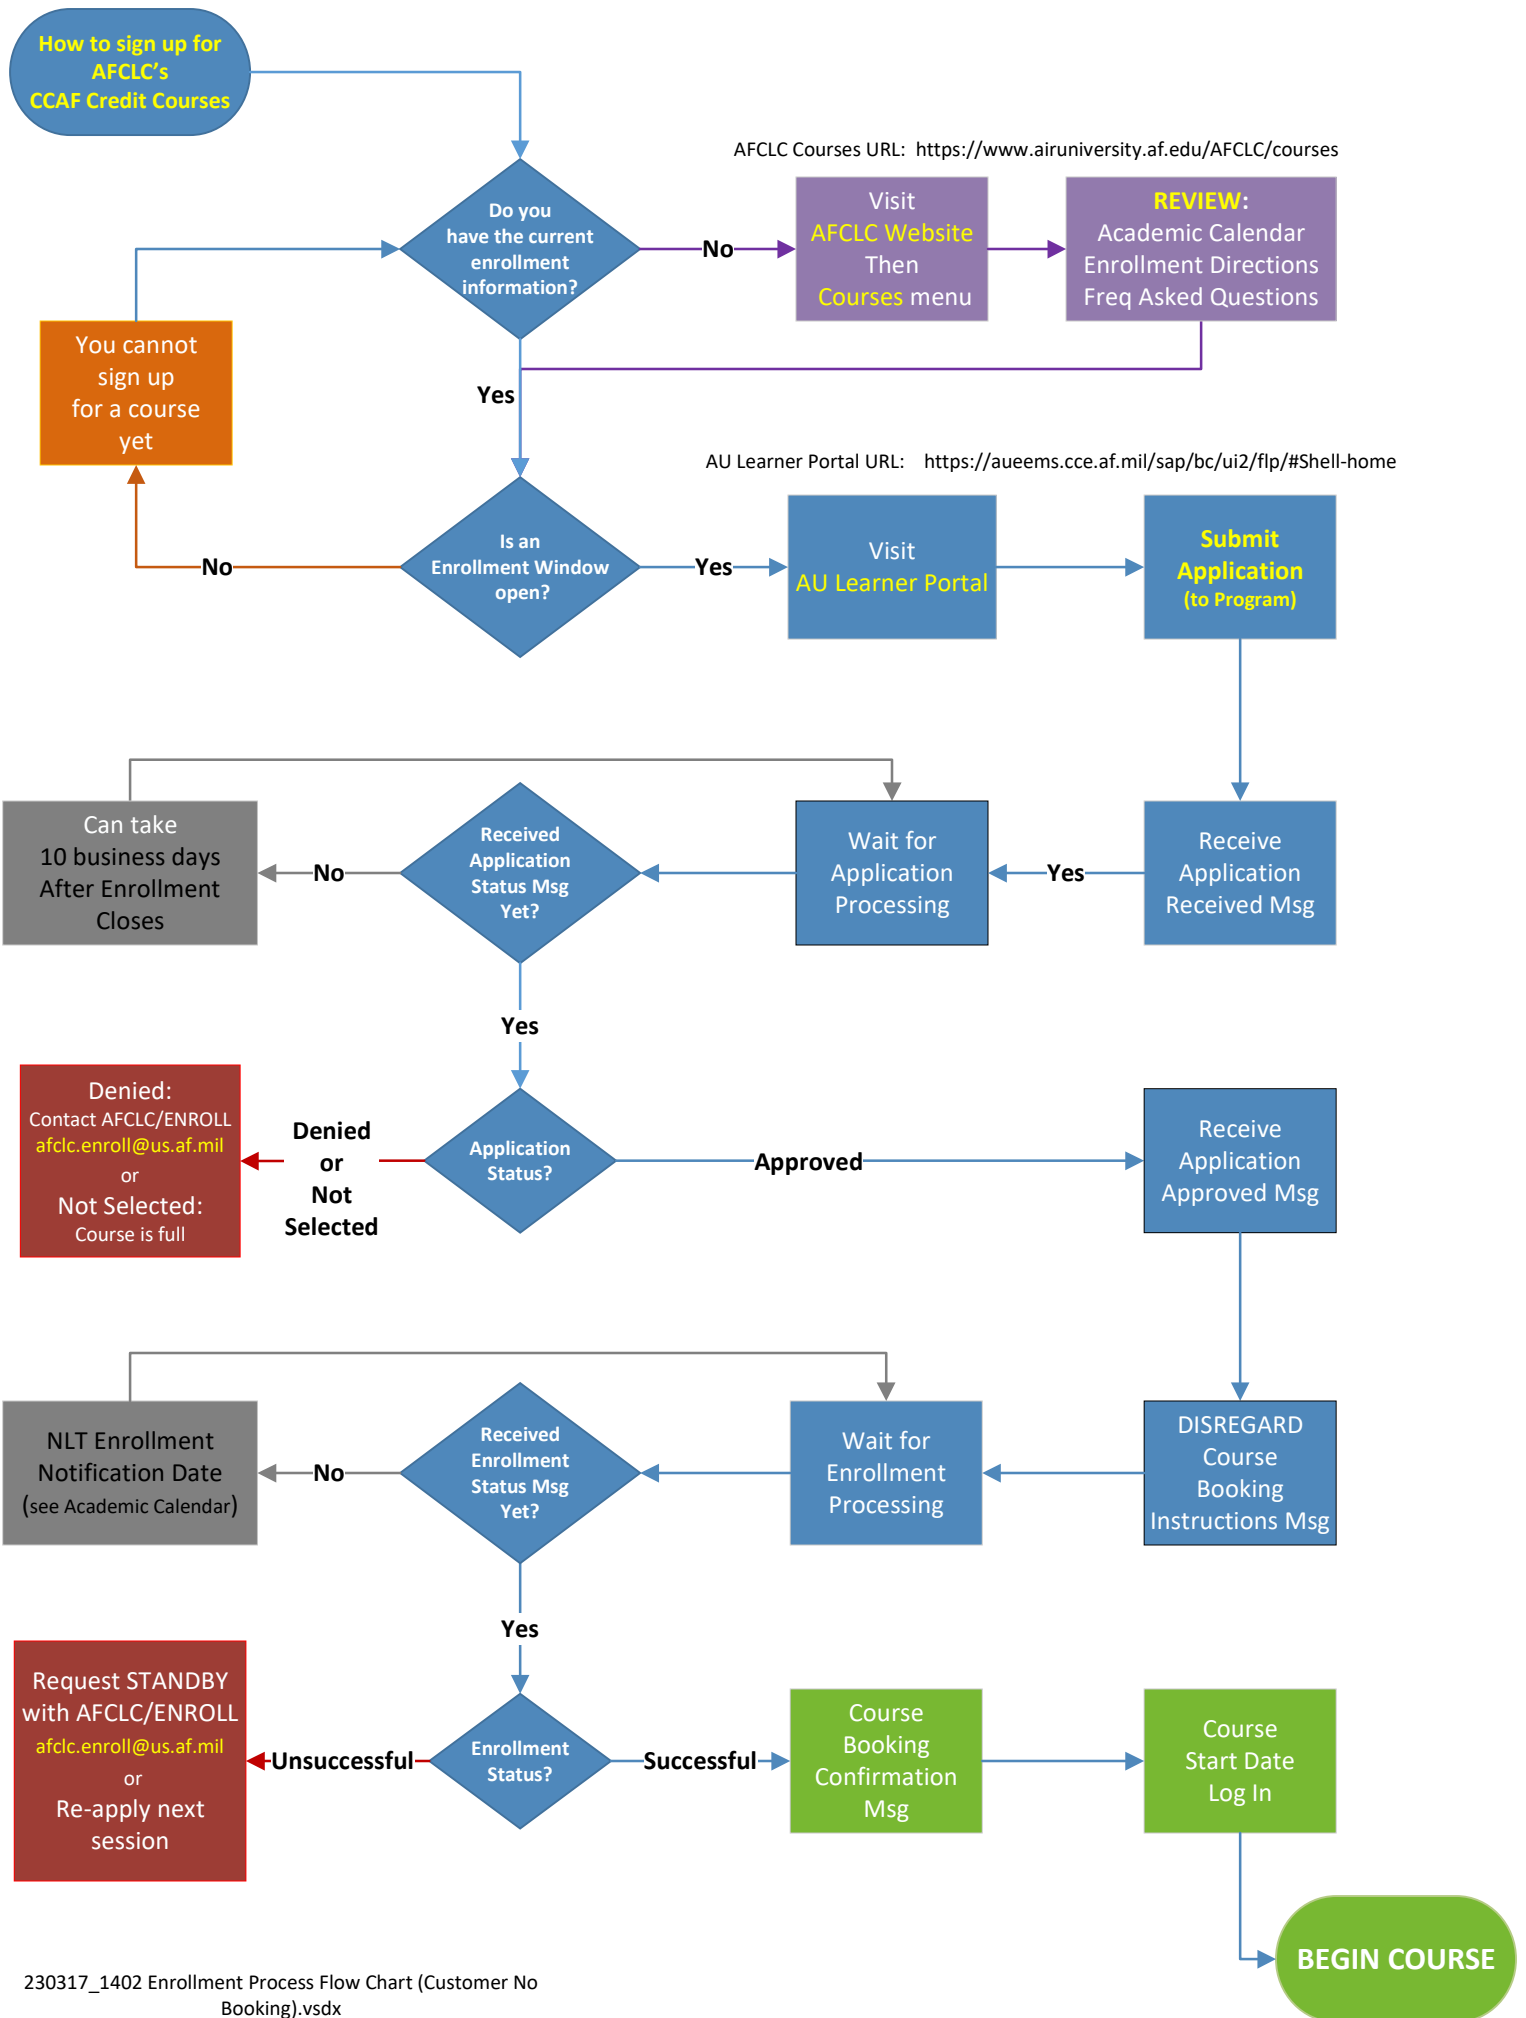 How to sign up for
AFCLC's
CCAF Credit Courses
AFCLC Courses URL: https://www.airuniversity.af.edu/AFCLC/courses
Do you
have the current
enrollment
information?
No
Visit
AFCLC Website
Then
Courses menu
REVIEW:
Academic Calendar
Enrollment Directions
Freq Asked Questions
You cannot
sign up
for a course
yet
Yes
AU Learner Portal URL: https://aueems.cce.af.mil/sap/bc/ui2/flp/#Shell-home
Is an
Enrollment Window
open?
No
Yes
Visit
AU Learner Portal
Submit
Application
(to Program)
Can take
10 business days
After Enrollment
Closes
No
Received
Application
Status Msg
Yet?
Wait for
Application
Processing
Yes
Receive
Application
Received Msg
Yes
Denied:
Contact AFCLC/ENROLL
afclc.enroll@us.af.mil
or
Not Selected:
Course is full
Denied
or
Not
Selected
Application
Status?
Approved
Receive
Application
Approved Msg
NLT Enrollment
Notification Date
(see Academic Calendar)
No
Received
Enrollment
Status Msg
Yet?
Wait for
Enrollment
Processing
DISREGARD
Course
Booking
Instructions Msg
Yes
Request STANDBY
with AFCLC/ENROLL
afclc.enroll@us.af.mil
or
Re-apply next
session
Unsuccessful
Enrollment
Status?
Successful
Course
Booking
Confirmation
Msg
Course
Start Date
Log In
BEGIN COURSE
230317_1402 Enrollment Process Flow Chart (Customer No
Booking).vsdx